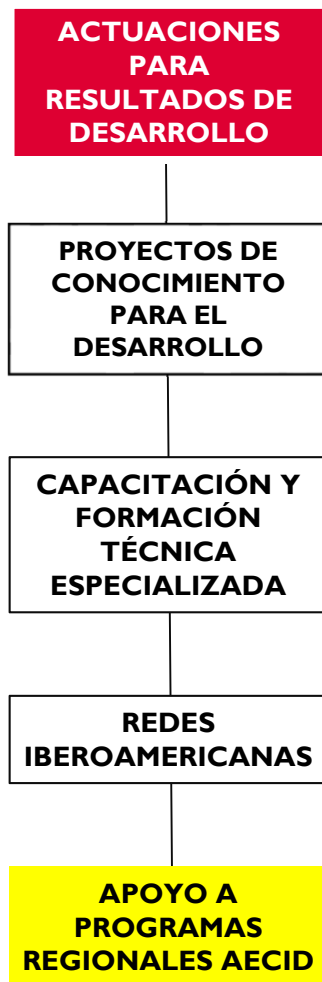 ACTUACIONES
PARA
RESULTADOS DE
DESARROLLO
PROYECTOS DE
CONOCIMIENTO
PARA EL
DESARROLLO
CAPACITACIÓN Y
FORMACIÓN
TÉCNICA
ESPECIALIZADA
REDES
IBEROAMERICANAS
APOYO A
PROGRAMAS
REGIONALES AECID